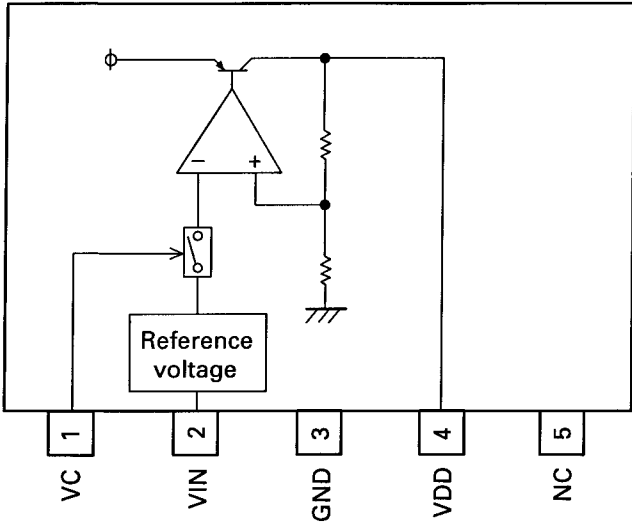 − +
Reference
voltage
1 2 3 4 5
VC VIN GND VDD NC